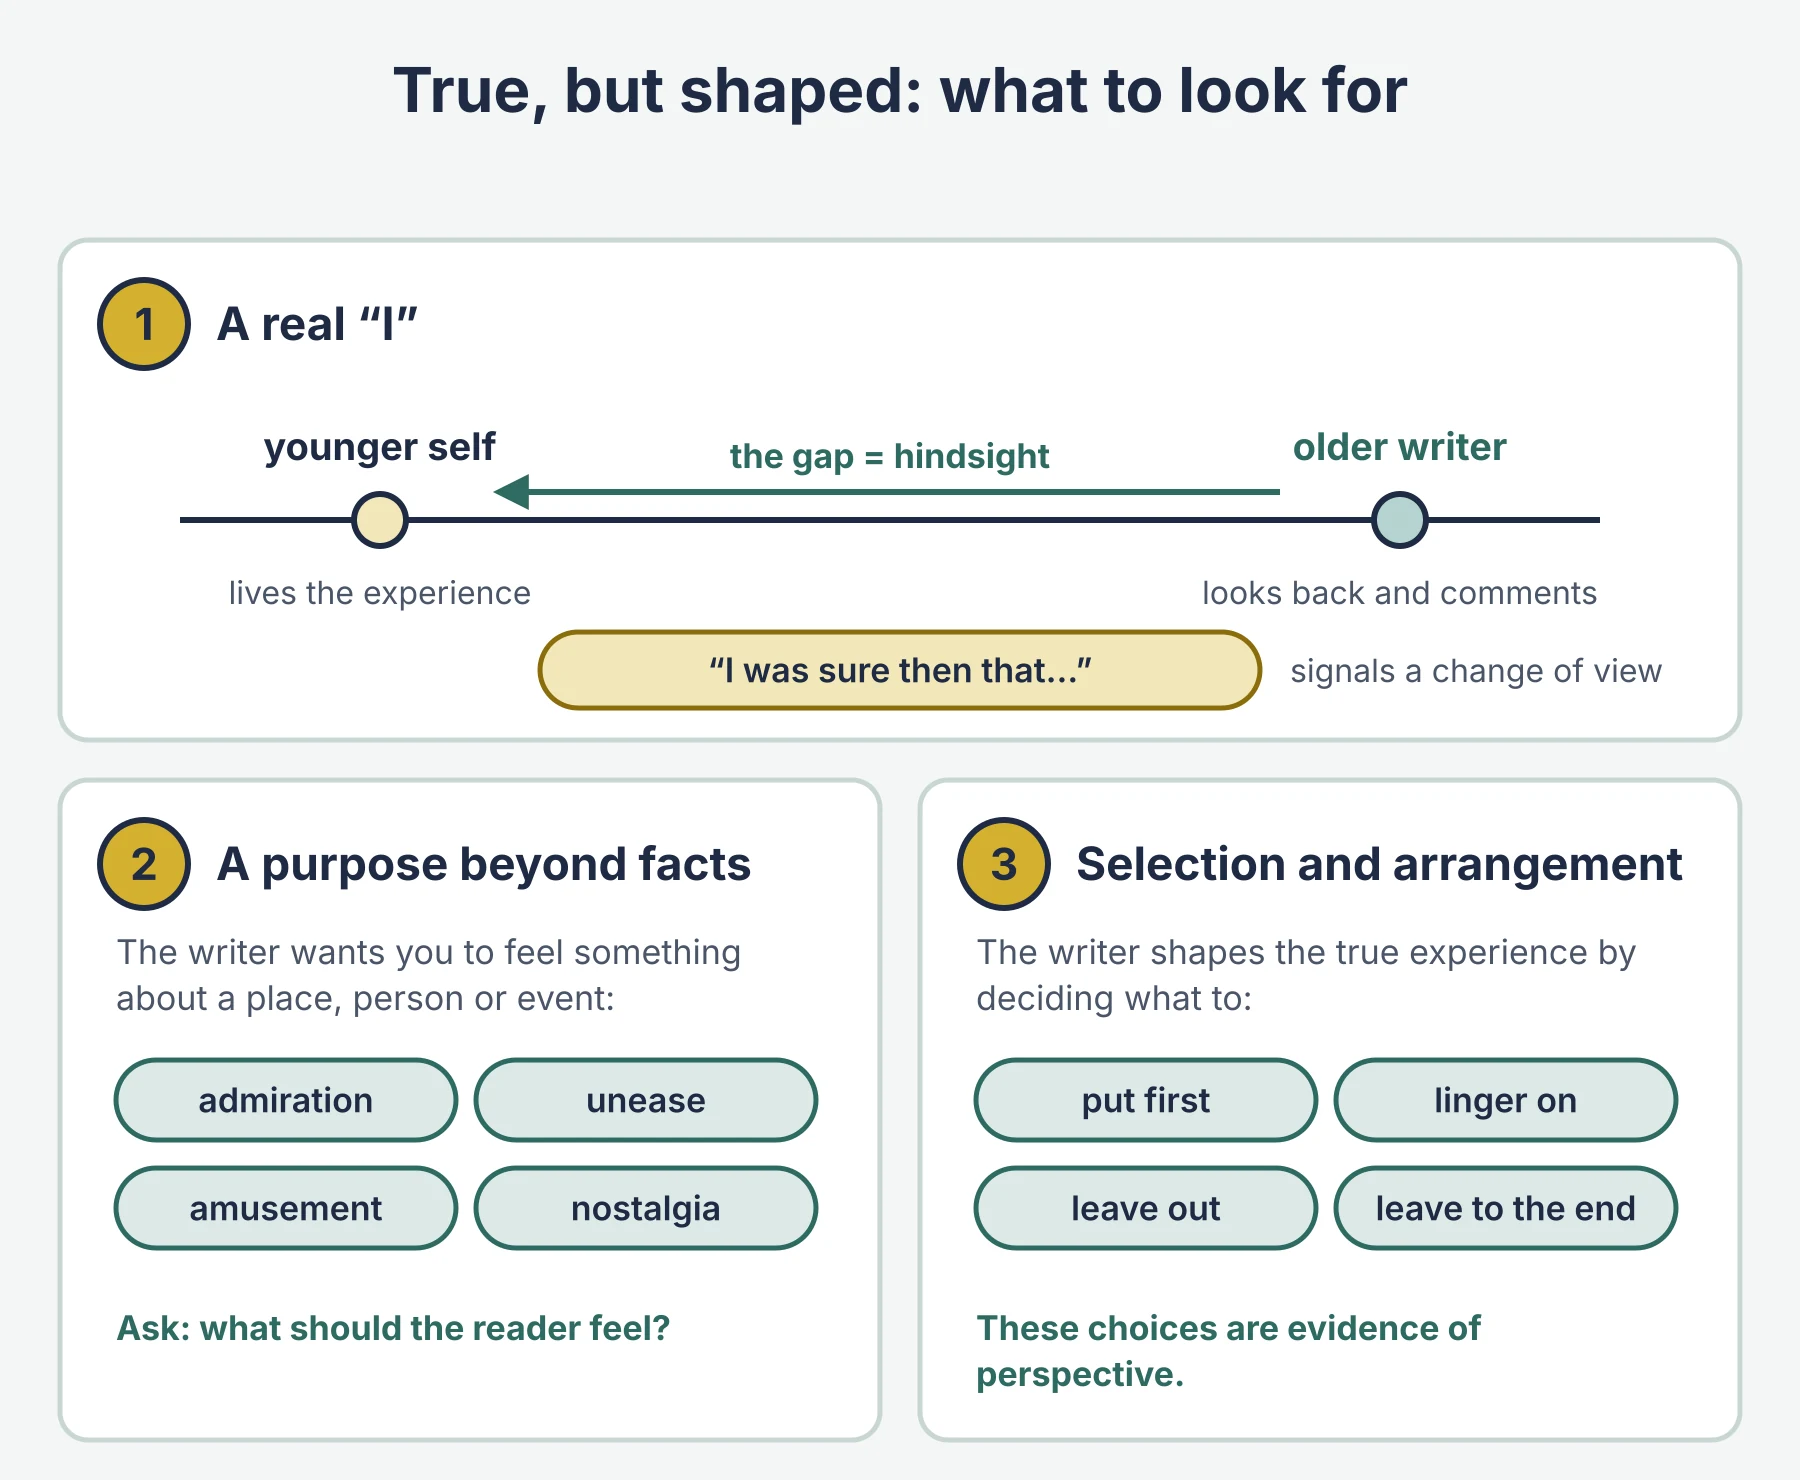 True, but shaped: what to look for
1
A real “I”
younger self
the gap = hindsight
older writer
lives the experience
looks back and comments
“I was sure then that…”
signals a change of view
2
A purpose beyond facts
The writer wants you to feel something
about a place, person or event:
admiration
unease
amusement
nostalgia
Ask: what should the reader feel?
3
Selection and arrangement
The writer shapes the true experience by
deciding what to:
put first
linger on
leave out
leave to the end
These choices are evidence of
perspective.